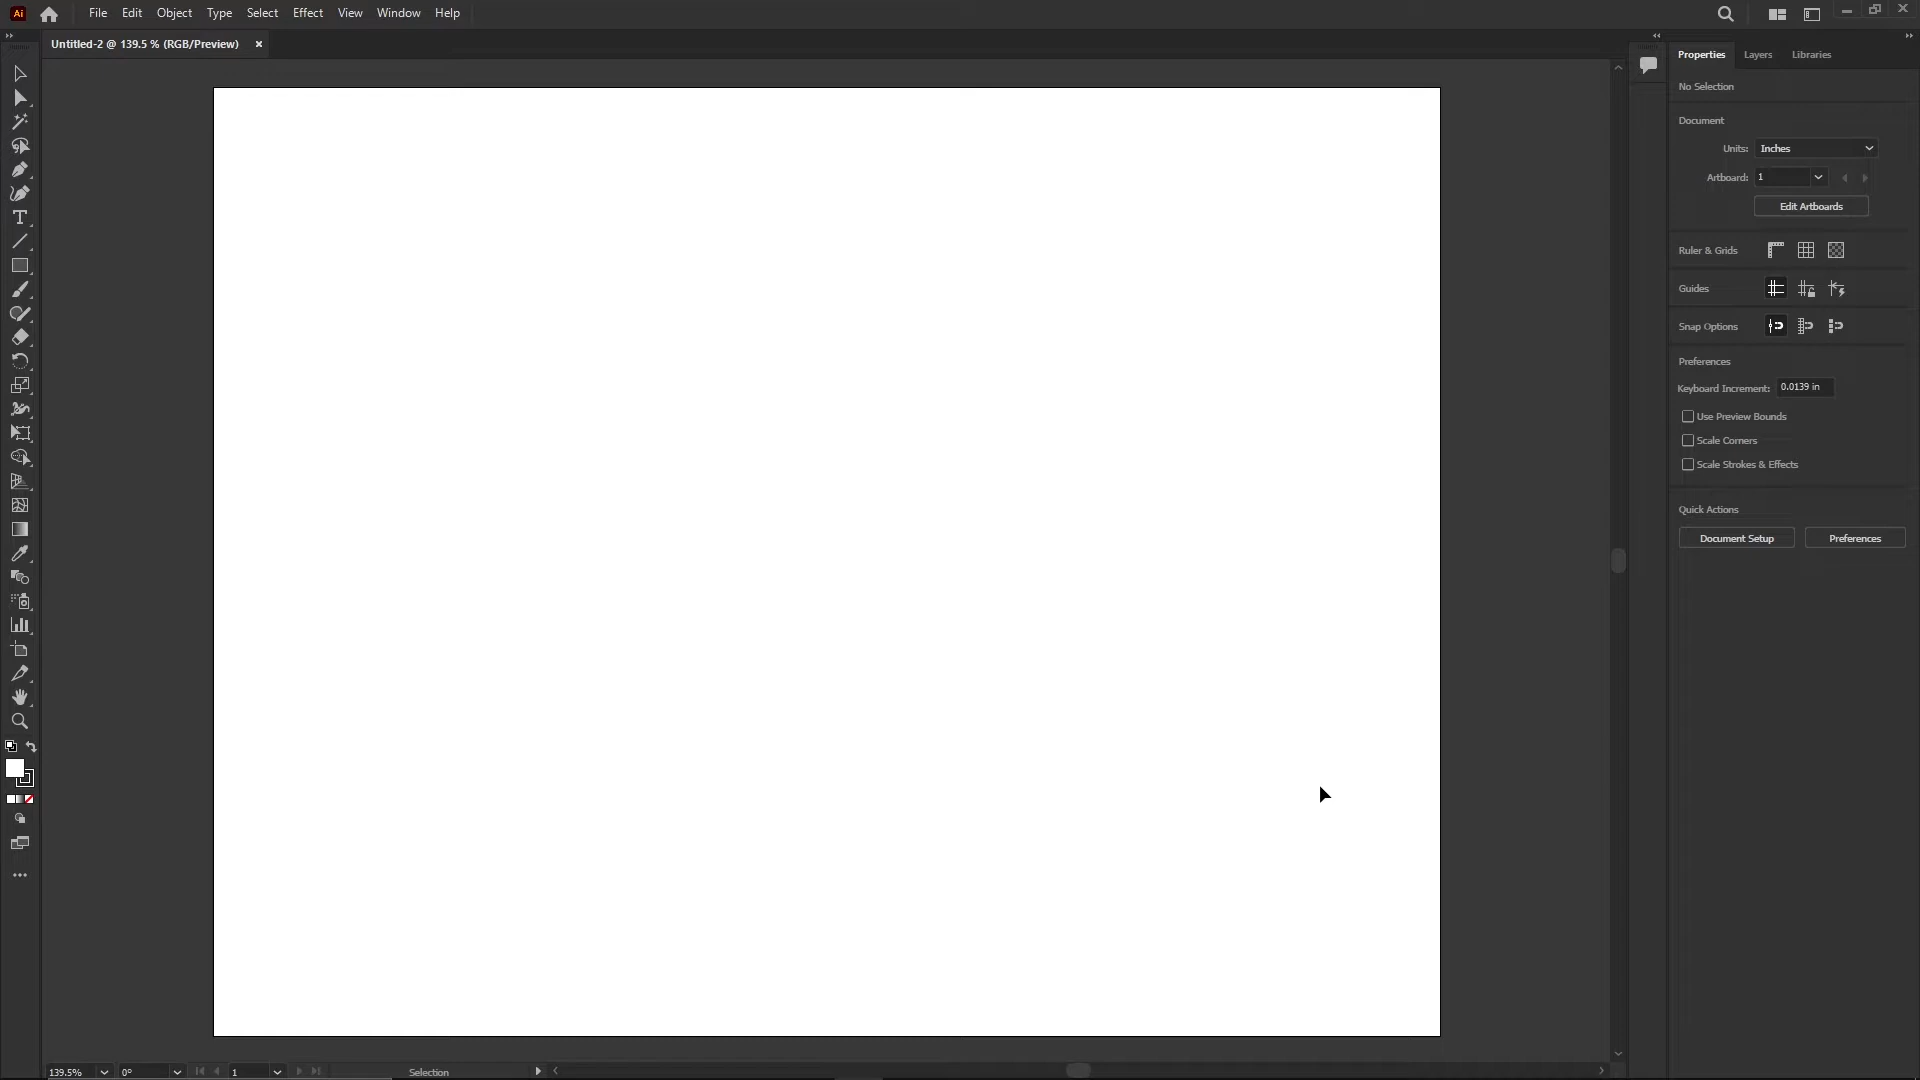 Ai File Edit Object Type Select Effect View Window Help
Untitled-2 @ 139.5 % (RGB/Preview) ×
Properties Layers Libraries
No Selection
Document
Units: Inches
Artboard: 1
Edit Artboards
Ruler & Grids
Guides
Snap Options
Preferences
Keyboard Increment: 0.0139 in
Use Preview Bounds
Scale Corners
Scale Strokes & Effects
Quick Actions
Document Setup Preferences
139.5% 0° 1 Selection